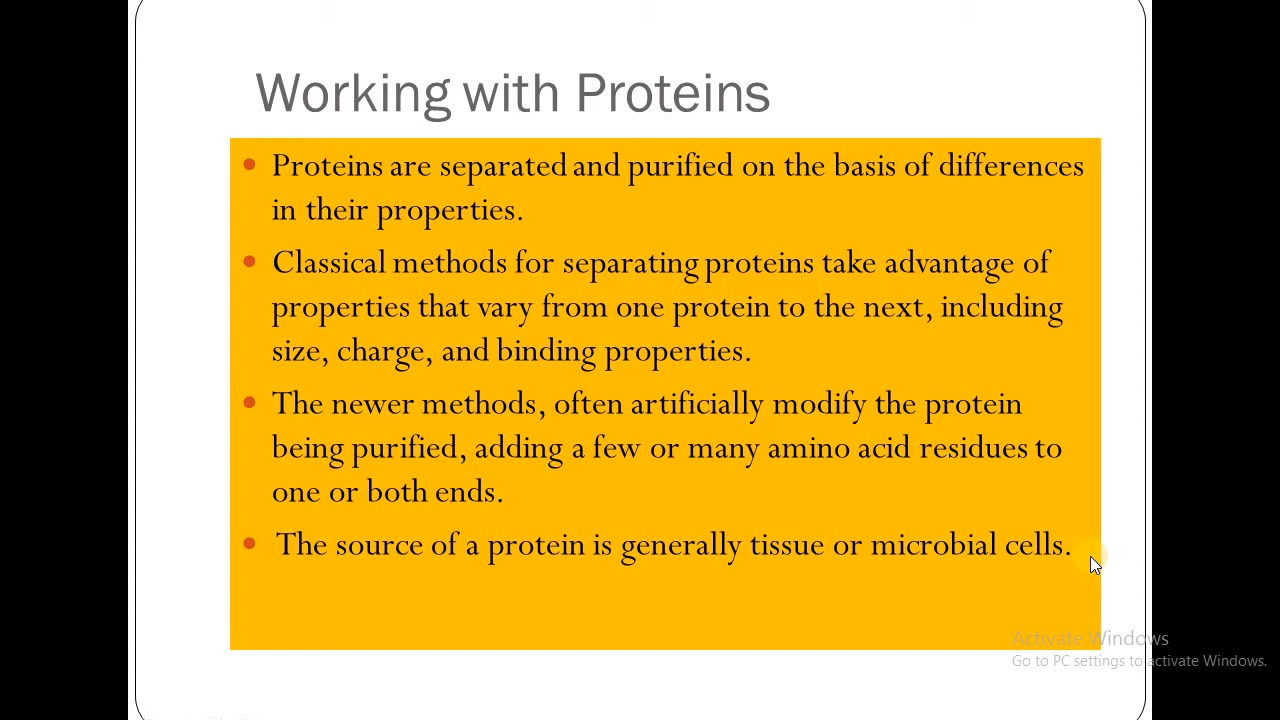 Working with Proteins
• Proteins are separated and purified on the basis of differences
in their properties.
• Classical methods for separating proteins take advantage of
properties that vary from one protein to the next, including
size, charge, and binding properties.
• The newer methods, often artificially modify the protein
being purified, adding a few or many amino acid residues to
one or both ends.
• The source of a protein is generally tissue or microbial cells.
Activate Windows
Go to PC settings to activate Windows.